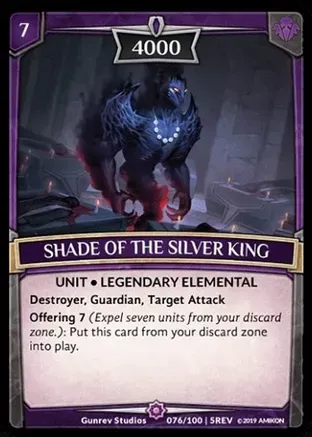 7
4000
SHADE OF THE SILVER KING
UNIT • LEGENDARY ELEMENTAL
Destroyer, Guardian, Target Attack
Offering 7 (Expel seven units from your discard
zone.): Put this card from your discard zone
into play.
Gunrev Studios 076/100 | 5REV ©2019 AMIKON